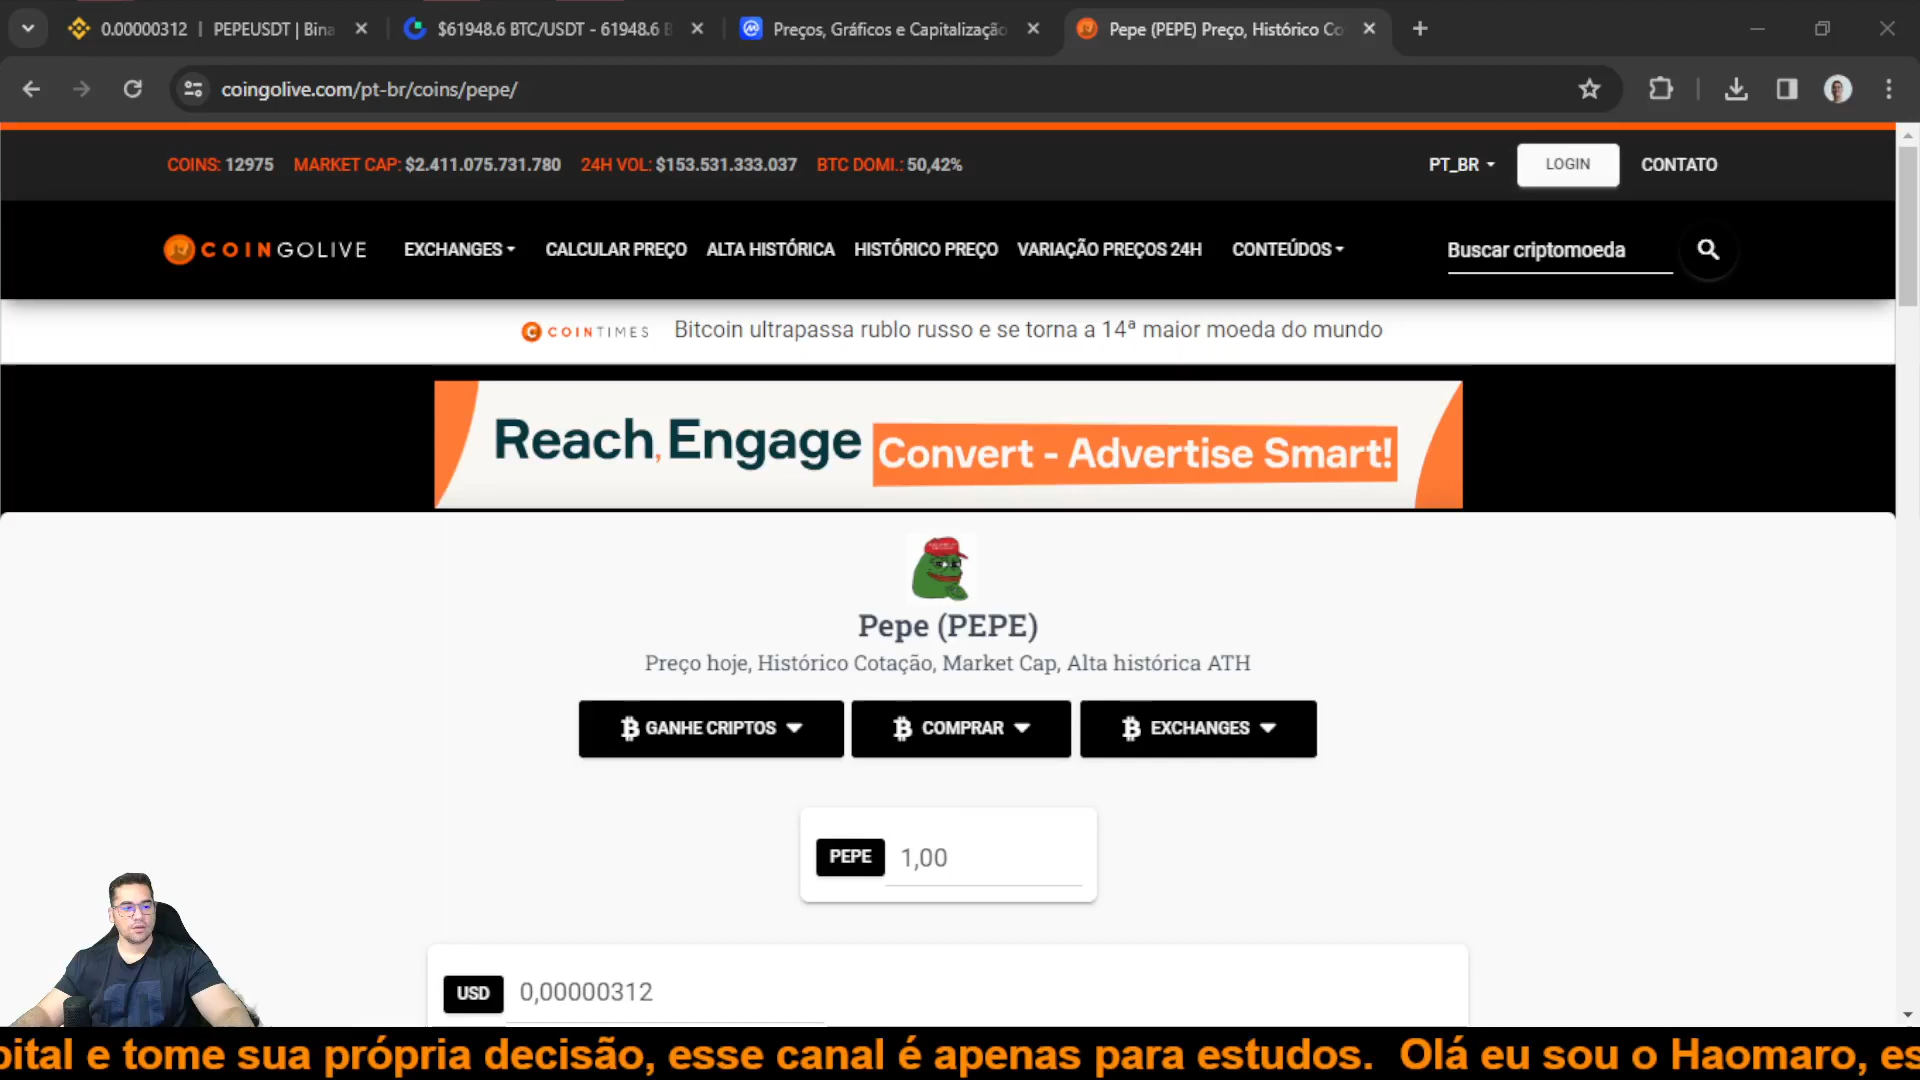 0.00000312 | PEPEUSDT | Bina
$61948.6 BTC/USDT - 61948.6 B
Preços, Gráficos e Capitalização
Pepe (PEPE) Preço, Histórico Co
coingolive.com/pt-br/coins/pepe/
COINS: 12975 MARKET CAP: $2.411.075.731.780 24H VOL: $153.531.333.037 BTC DOMI.: 50,42%
PT_BR LOGIN CONTATO
COINGOLIVE EXCHANGES CALCULAR PREÇO ALTA HISTÓRICA HISTÓRICO PREÇO VARIAÇÃO PREÇOS 24H CONTEÚDOS Buscar criptomoeda
COINTIMES Bitcoin ultrapassa rublo russo e se torna a 14ª maior moeda do mundo
Reach, Engage Convert - Advertise Smart!
Pepe (PEPE)
Preço hoje, Histórico Cotação, Market Cap, Alta histórica ATH
GANHE CRIPTOS COMPRAR EXCHANGES
PEPE 1,00
USD 0,00000312
pital e tome sua própria decisão, esse canal é apenas para estudos. Olá eu sou o Haomaro, es